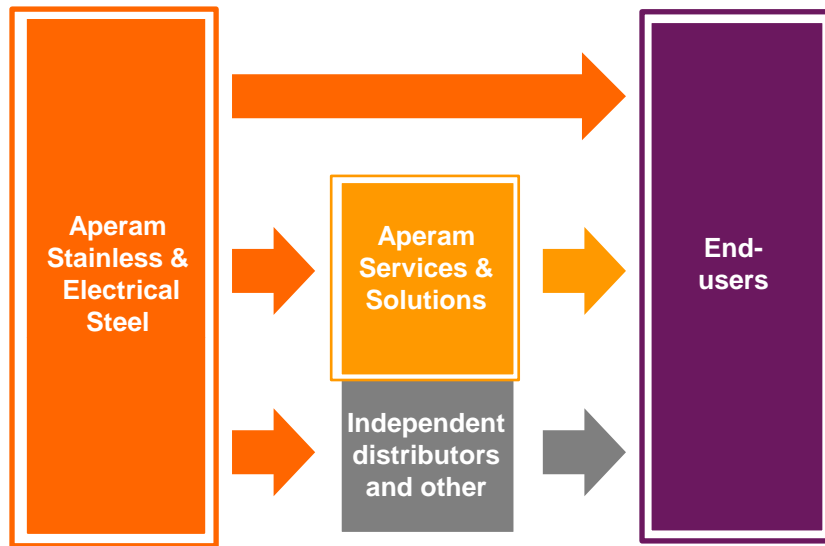 Aperam
Stainless &
Electrical
Steel
Aperam
Services &
Solutions
Independent
distributors
and other
End-
users